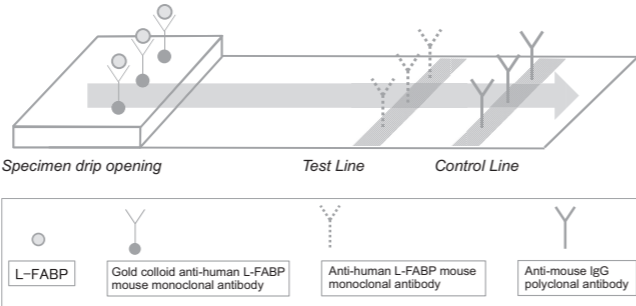 Specimen drip opening
Test Line
Control Line
L-FABP
Gold colloid anti-human L-FABP
mouse monoclonal antibody
Anti-human L-FABP mouse
monoclonal antibody
Anti-mouse IgG
polyclonal antibody